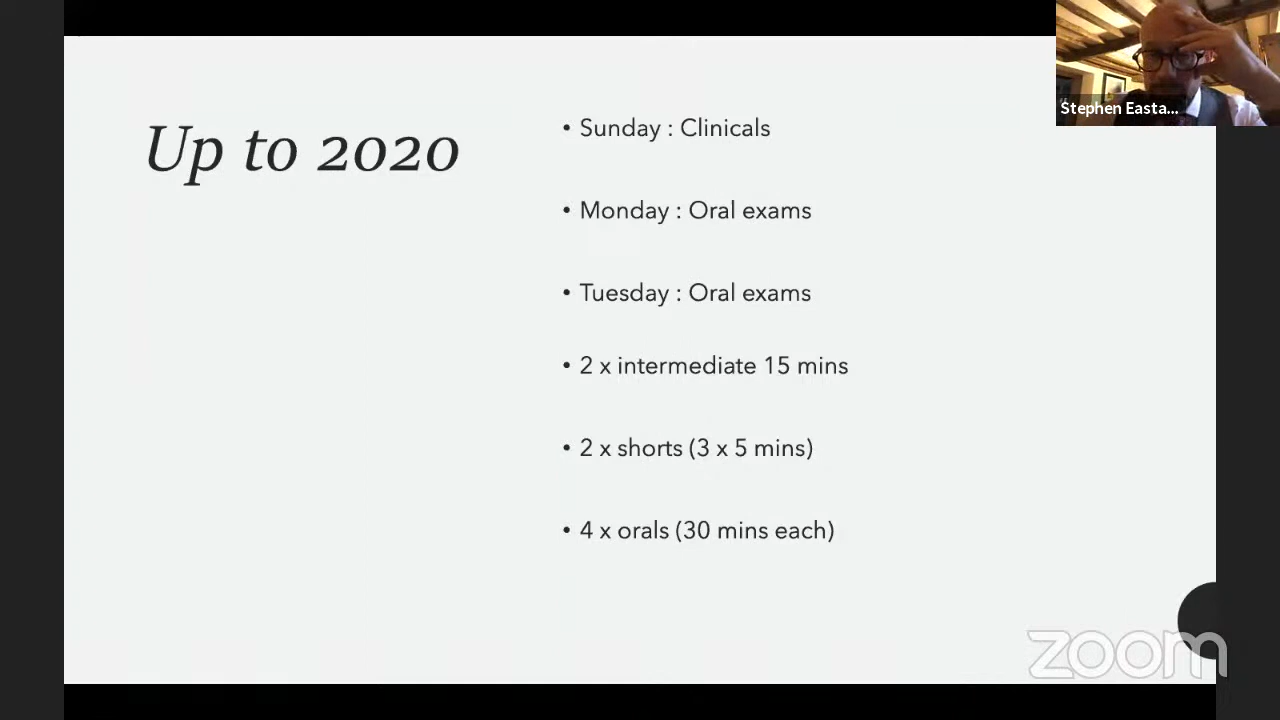 Up to 2020
• Sunday : Clinicals
• Monday : Oral exams
• Tuesday : Oral exams
• 2 x intermediate 15 mins
• 2 x shorts (3 x 5 mins)
• 4 x orals (30 mins each)
Stephen Easta...
zoom